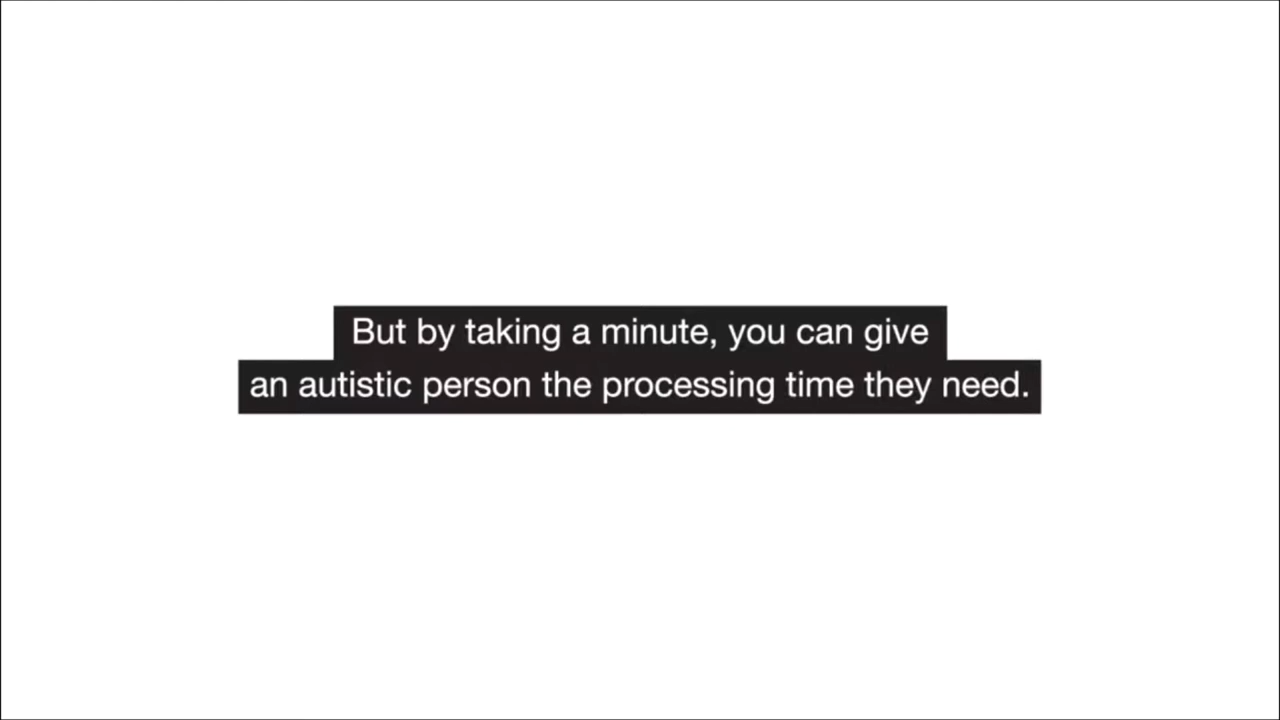 But by taking a minute, you can give
an autistic person the processing time they need.